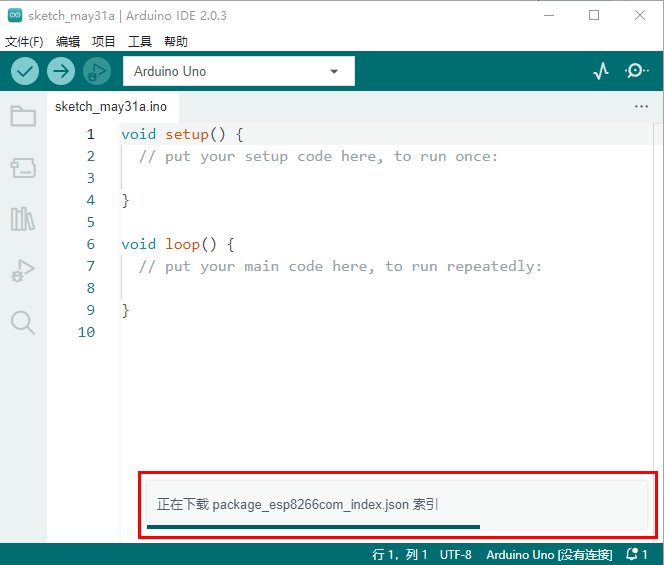 sketch_may31a | Arduino IDE 2.0.3
文件(F) 编辑 项目 工具 帮助
Arduino Uno
sketch_may31a.ino
1 void setup() {
2 // put your setup code here, to run once:
3
4 }
5
6 void loop() {
7 // put your main code here, to run repeatedly:
8
9 }
10
正在下载 package_esp8266com_index.json 索引
行 1，列 1 UTF-8 Arduino Uno [没有连接] 1